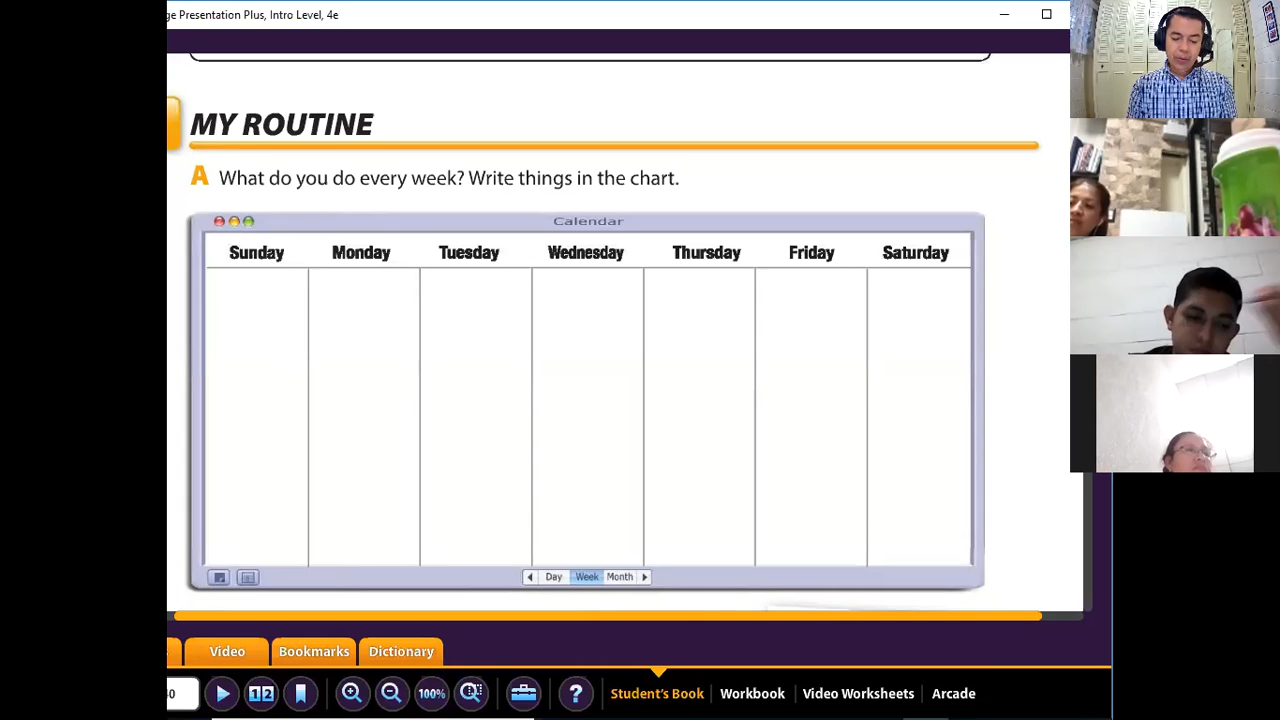 ge Presentation Plus, Intro Level, 4e
MY ROUTINE
A What do you do every week? Write things in the chart.
Calendar
Sunday Monday Tuesday Wednesday Thursday Friday Saturday
Day Week Month
Video Bookmarks Dictionary
0 12 100% ? Student's Book Workbook Video Worksheets Arcade